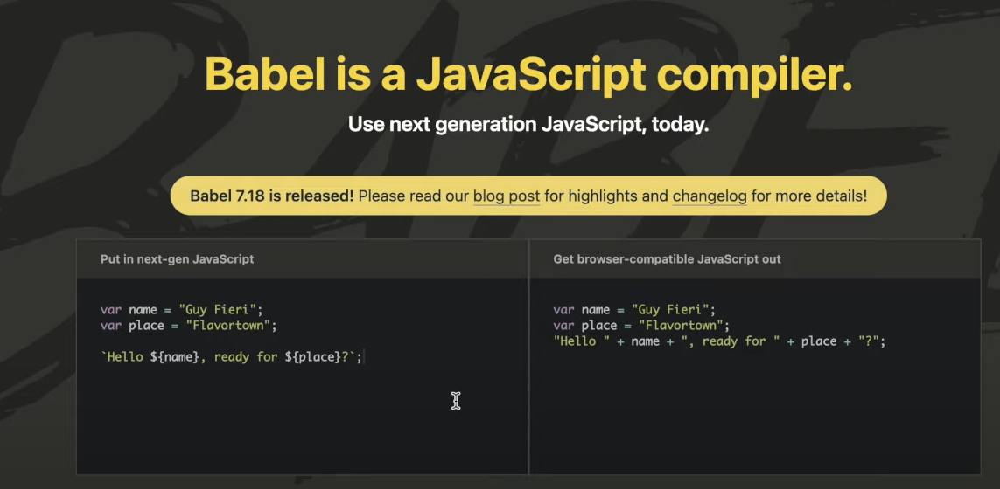 Babel is a JavaScript compiler.
Use next generation JavaScript, today.
Babel 7.18 is released! Please read our blog post for highlights and changelog for more details!
Put in next-gen JavaScript
var name = "Guy Fieri";
var place = "Flavortown";
`Hello ${name}, ready for ${place}?`;
Get browser-compatible JavaScript out
var name = "Guy Fieri";
var place = "Flavortown";
"Hello " + name + ", ready for " + place + "?";